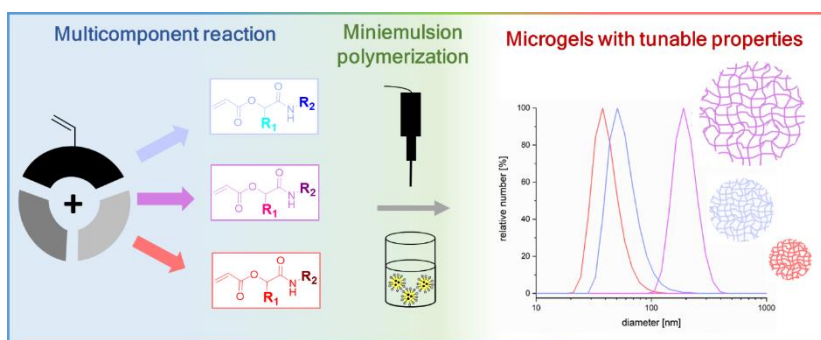 Multicomponent reaction
Miniemulsion
polymerization
Microgels with tunable properties
+
O
O
O
N
H
R2
R1
O
O
O
N
H
R2
R1
O
O
O
N
H
R2
R1
relative number [%]
100
80
60
40
20
0
10
100
1000
diameter [nm]